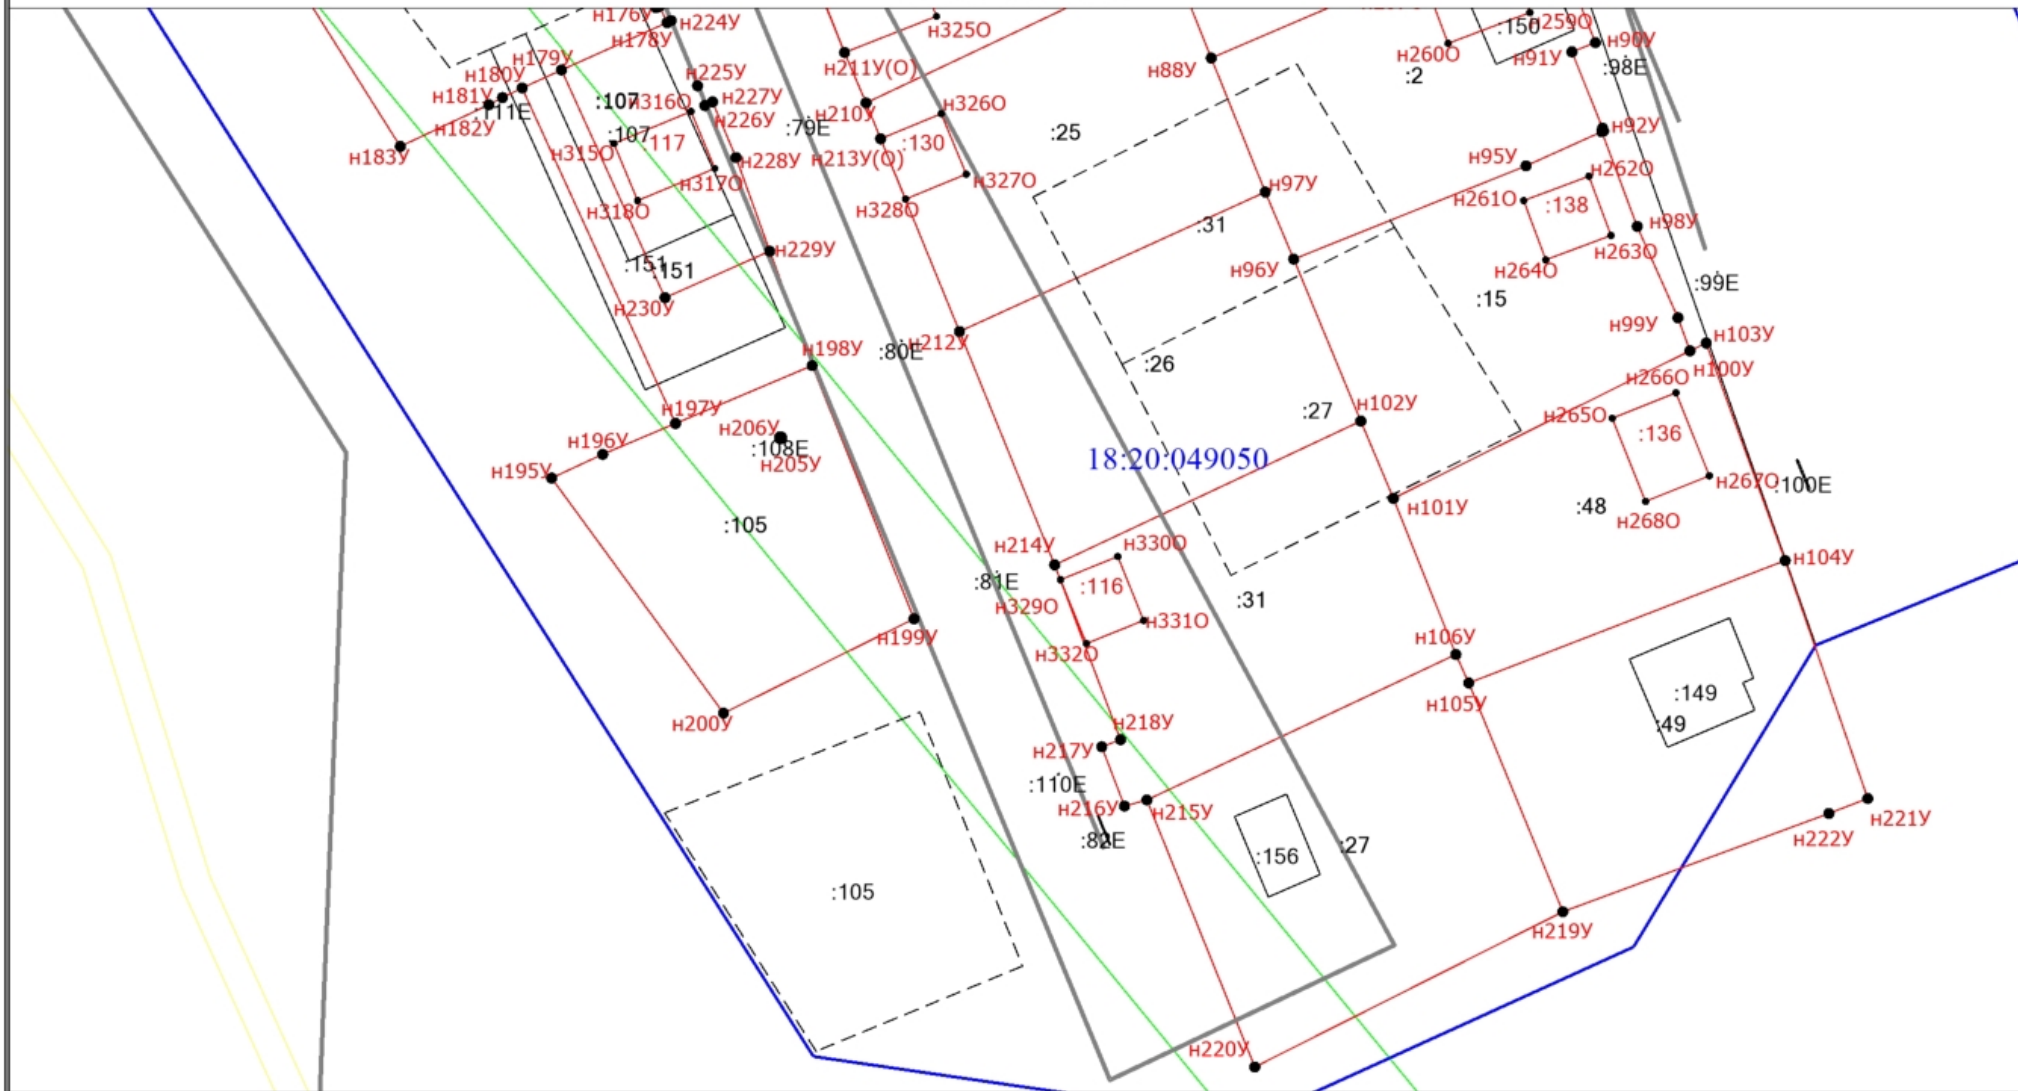 н176У
н224У
н178У
н179У
н180У
н181У
:111Е
н182У
н183У
н225У
:107
н316О
н227У
н226У
:107
:117
н315О
н228У
н317О
н318О
:79Е
н325О
н211У(О)
н210У
н326О
:130
н213У(О)
н327О
н328О
н88У
:25
н260О
:2
:150
н259О
н90У
н91У
:98Е
н92У
н95У
н262О
н261О
:138
н98У
н263О
н264О
н97У
:31
н96У
:15
:99Е
:151
:151
н229У
н230У
н198У
:80Е
н212У
н99У
н103У
н100У
н266О
:26
н197У
н206У
:108Е
н205У
н196У
н195У
:27
н102У
н265О
:136
18:20:049050
н267О
:100Е
н101У
:48
н268О
:105
н214У
н330О
:81Е
:116
н329О
н331О
н332О
:31
н104У
н199У
н106У
н105У
:149
:49
н200У
н218У
н217У
:110Е
н216У
н215У
:82Е
:156
:27
н221У
н222У
:105
н219У
н220У